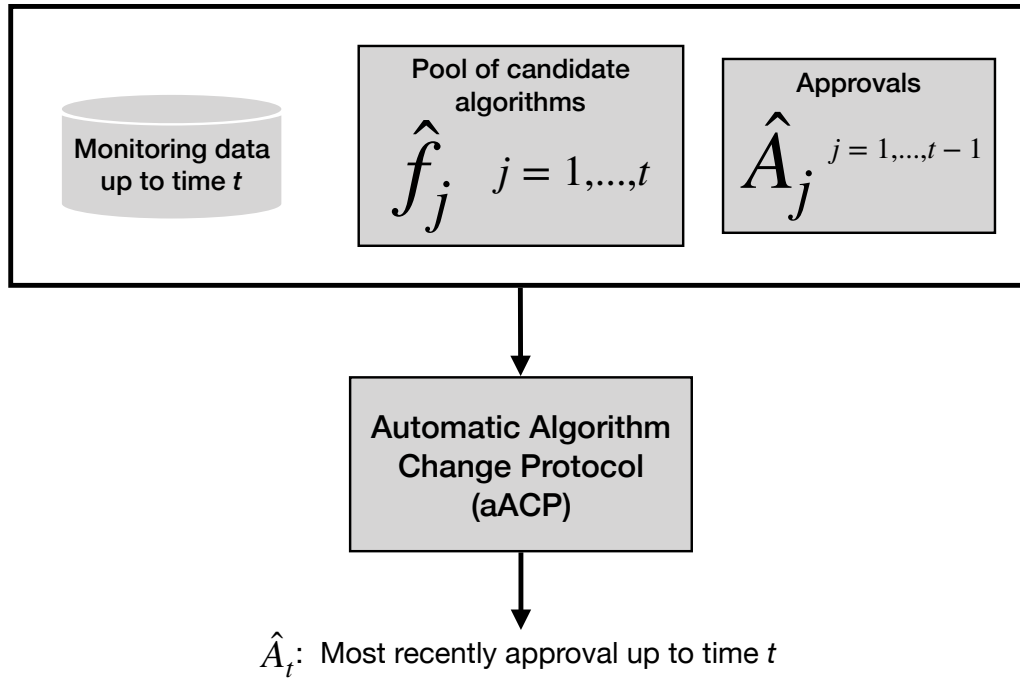 Monitoring data
up to time t
Pool of candidate
algorithms
f̂_j j = 1,...,t
Approvals
Â_j j = 1,...,t − 1
Automatic Algorithm
Change Protocol
(aACP)
Â_t: Most recently approval up to time t